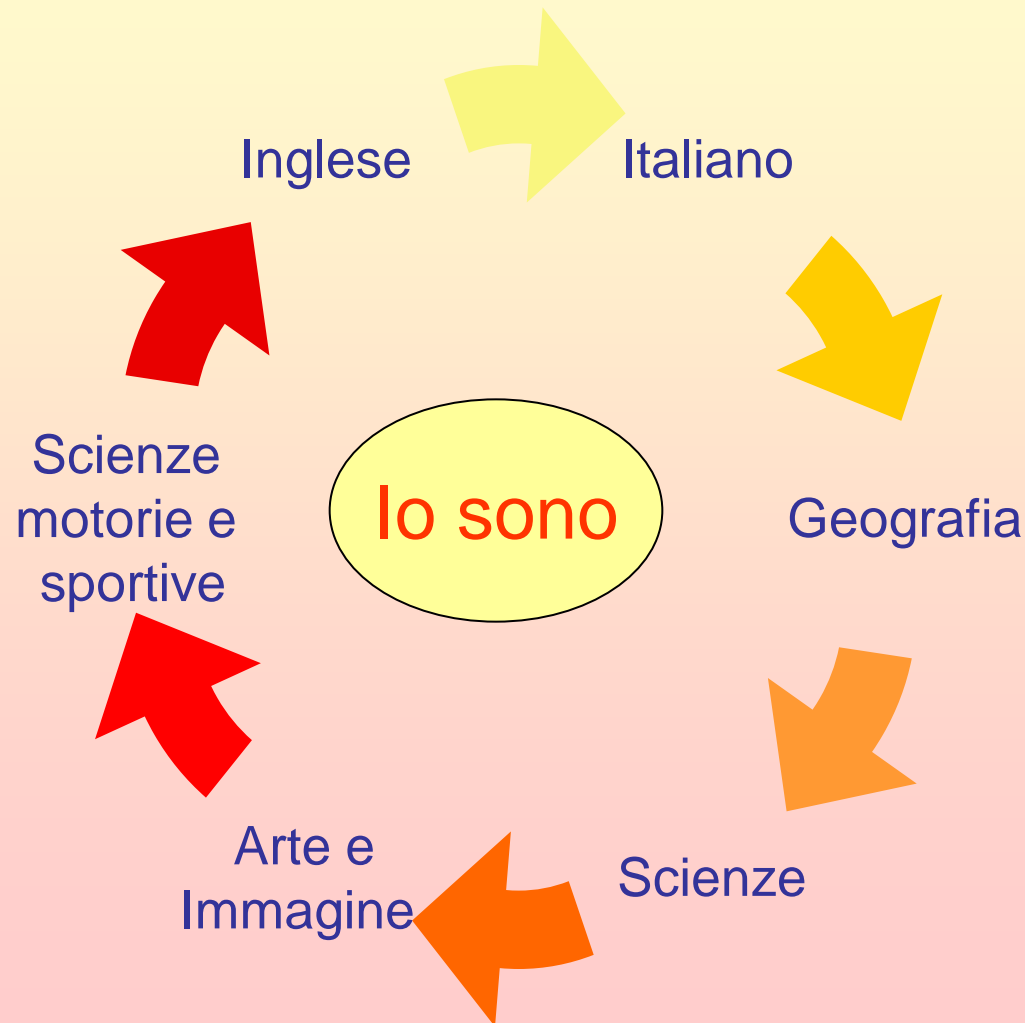 Inglese
Italiano
Scienze
motorie e
sportive
Io sono
Geografia
Arte e
Immagine
Scienze